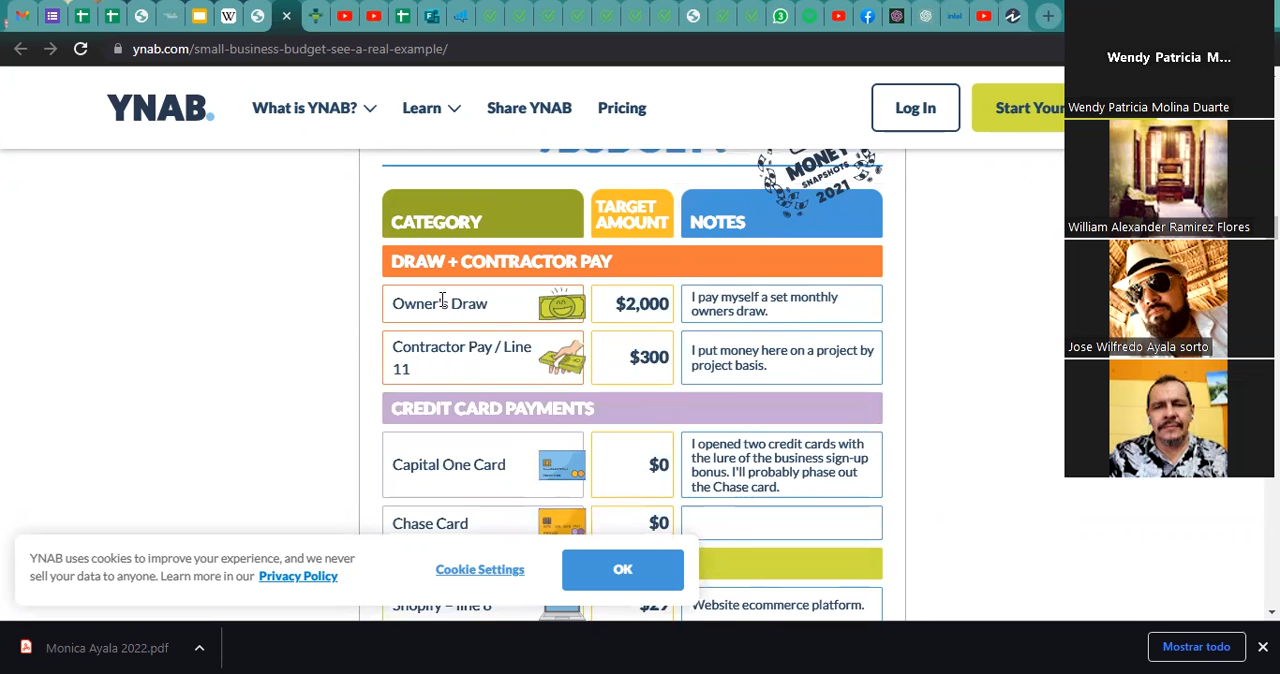 ynab.com/small-business-budget-see-a-real-example/
YNAB.
What is YNAB?
Learn
Share YNAB
Pricing
Log In
Start Your
MONEY
SNAPSHOTS
2021
CATEGORY
TARGET
AMOUNT
NOTES
DRAW + CONTRACTOR PAY
Owner's Draw
$2,000
I pay myself a set monthly
owners draw.
Contractor Pay / Line
11
$300
I put money here on a project by
project basis.
CREDIT CARD PAYMENTS
Capital One Card
$0
I opened two credit cards with
the lure of the business sign-up
bonus. I'll probably phase out
the Chase card.
Chase Card
$0
Shopify – line 8
$29
Website ecommerce platform.
YNAB uses cookies to improve your experience, and we never
sell your data to anyone. Learn more in our Privacy Policy
Cookie Settings
OK
Monica Ayala 2022.pdf
Mostrar todo
Wendy Patricia M...
Wendy Patricia Molina Duarte
William Alexander Ramirez Flores
Jose Wilfredo Ayala sorto